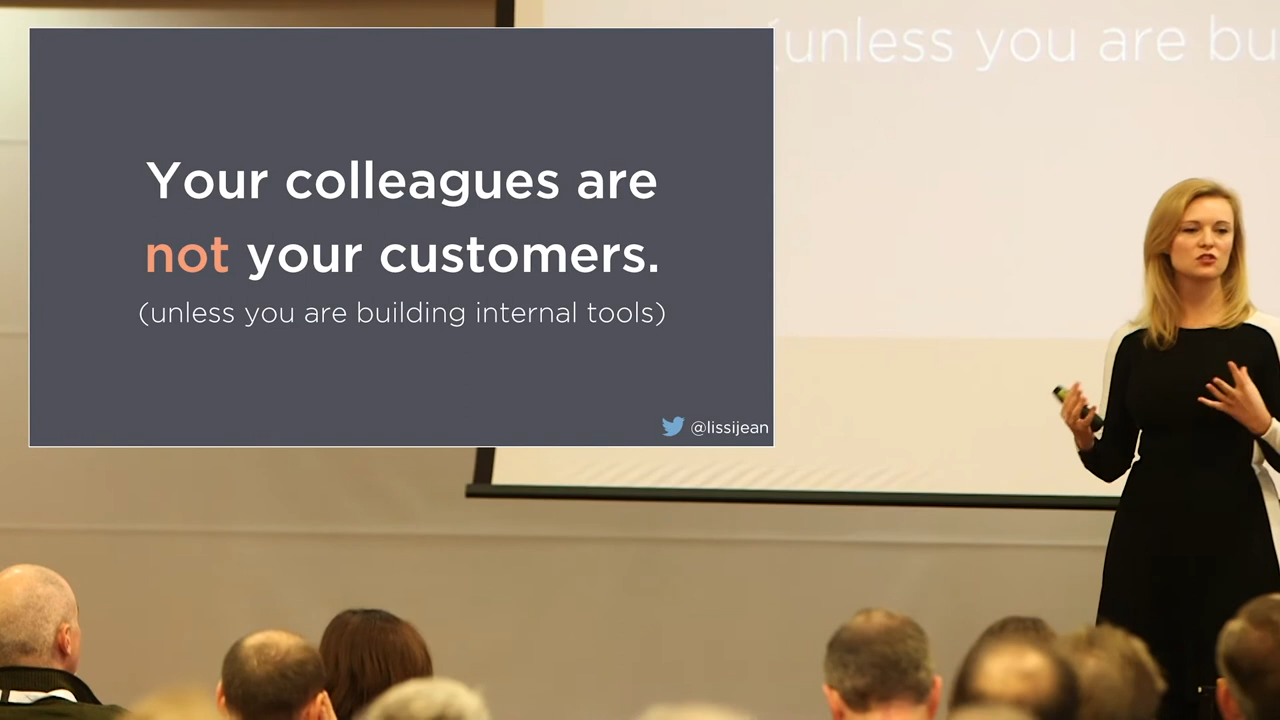 (unless you are bu
Your colleagues are
not your customers.
(unless you are building internal tools)
@lissijean